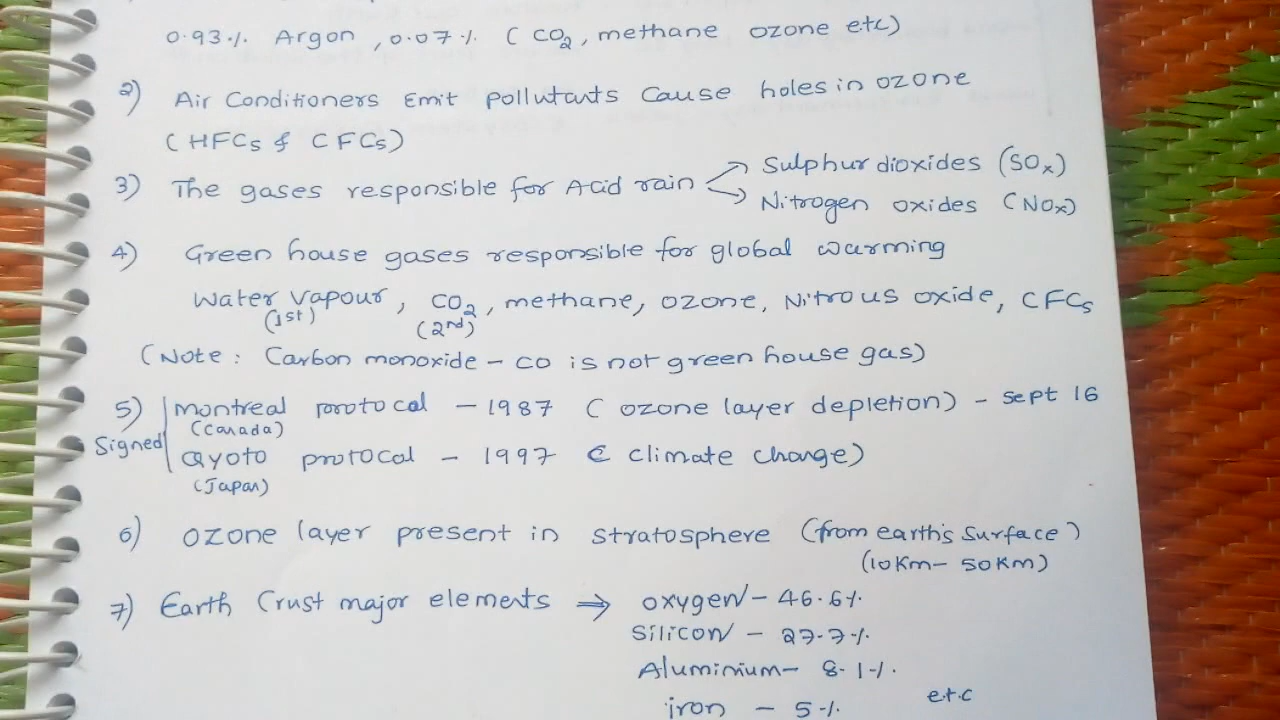 0.93% Argon, 0.07% (CO2, methane ozone etc)
2) Air Conditioners Emit pollutants cause holes in ozone
(HFCs & CFCs)
3) The gases responsible for Acid rain → Sulphur dioxides (SOx)
→ Nitrogen oxides (NOx)
4) Green house gases responsible for global warming
Water vapour, CO2, methane, ozone, Nitrous oxide, CFCs
(1st) (2nd)
(Note: Carbon monoxide - CO is not green house gas)
5) Montreal protocal - 1987 (ozone layer depletion) - Sept 16
(Canada)
Signed
Qyoto protocal - 1997 (climate change)
(Japan)
6) Ozone layer present in stratosphere (from earth's surface)
(10Km- 50Km)
7) Earth Crust major elements ⇒ oxygen - 46.6%
Silicon - 27.7%
Aluminium- 8.1%.
iron - 5% etc